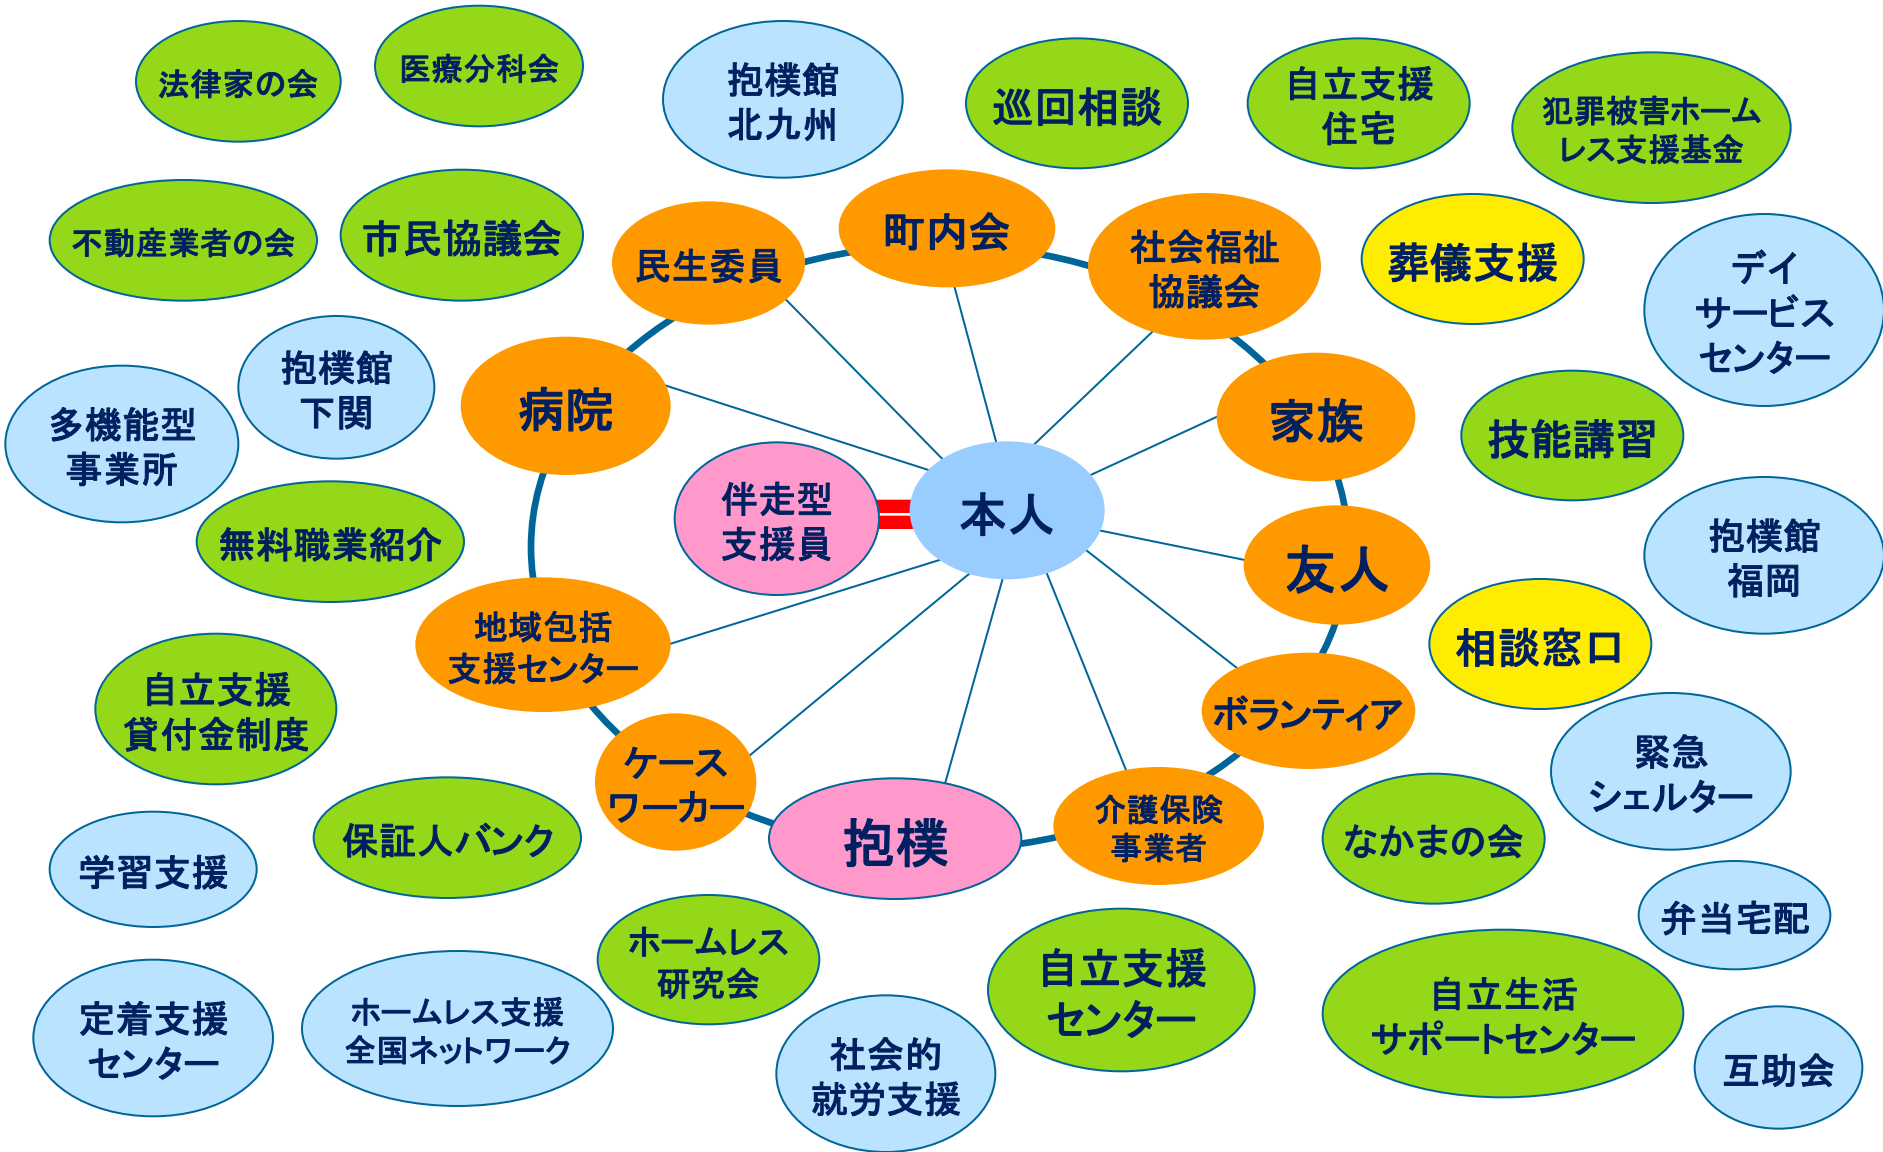 法律家の会
医療分科会
抱樸館
北九州
巡回相談
自立支援
住宅
犯罪被害ホーム
レス支援基金
不動産業者の会
市民協議会
民生委員
町内会
社会福祉
協議会
葬儀支援
デイ
サービス
センター
抱樸館
下関
多機能型
事業所
病院
家族
技能講習
無料職業紹介
伴走型
支援員
本人
友人
抱樸館
福岡
地域包括
支援センター
相談窓口
自立支援
貸付金制度
ケース
ワーカー
ボランティア
緊急
シェルター
保証人バンク
抱樸
介護保険
事業者
なかまの会
学習支援
弁当宅配
ホームレス
研究会
自立支援
センター
自立生活
サポートセンター
定着支援
センター
ホームレス支援
全国ネットワーク
社会的
就労支援
互助会